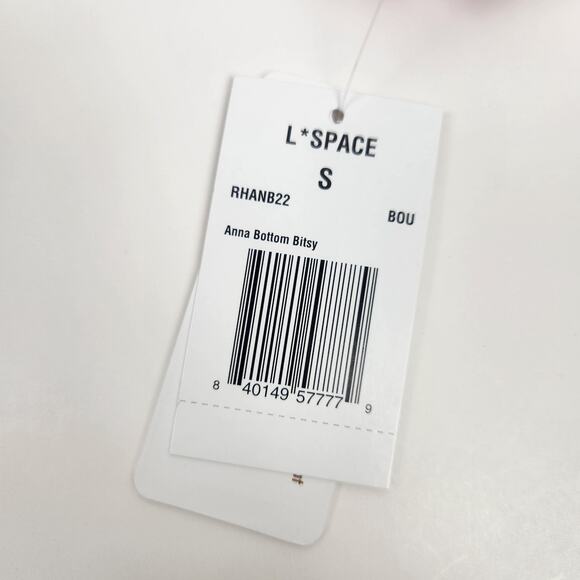 L*SPACE
S
RHANB22
BOU
Anna Bottom Bitsy
8 40149 57777 9